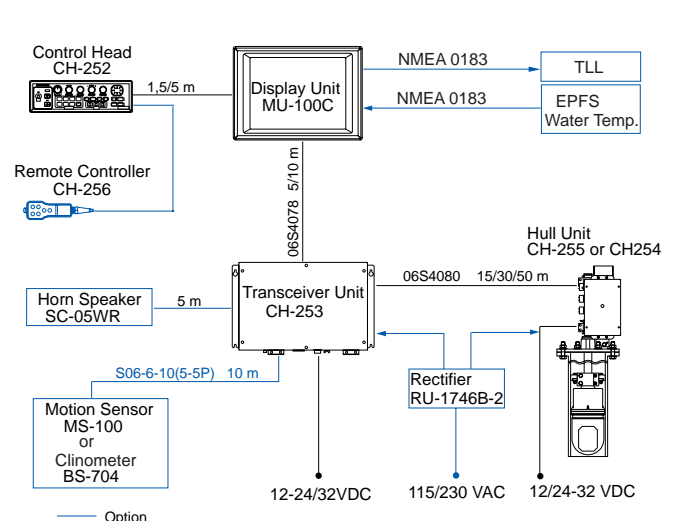 Control Head
CH-252
1,5/5 m
Display Unit
MU-100C
NMEA 0183
TLL
NMEA 0183
EPFS
Water Temp.
Remote Controller
CH-256
06S4078 5/10 m
Hull Unit
CH-255 or CH254
06S4080 15/30/50 m
Horn Speaker
SC-05WR
5 m
Transceiver Unit
CH-253
S06-6-10(5-5P) 10 m
Rectifier
RU-1746B-2
Motion Sensor
MS-100
or
Clinometer
BS-704
12-24/32VDC
115/230 VAC
12/24-32 VDC
Option